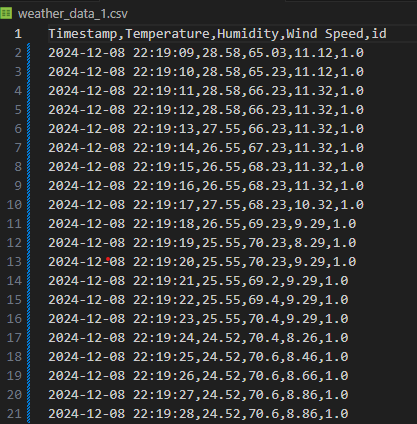 weather_data_1.csv
1 Timestamp,Temperature,Humidity,Wind Speed,id
2 2024-12-08 22:19:09,28.58,65.03,11.12,1.0
3 2024-12-08 22:19:10,28.58,65.23,11.12,1.0
4 2024-12-08 22:19:11,28.58,66.23,11.32,1.0
5 2024-12-08 22:19:12,28.58,66.23,11.32,1.0
6 2024-12-08 22:19:13,27.55,66.23,11.32,1.0
7 2024-12-08 22:19:14,26.55,67.23,11.32,1.0
8 2024-12-08 22:19:15,26.55,68.23,11.32,1.0
9 2024-12-08 22:19:16,26.55,68.23,11.32,1.0
10 2024-12-08 22:19:17,27.55,68.23,10.32,1.0
11 2024-12-08 22:19:18,26.55,69.23,9.29,1.0
12 2024-12-08 22:19:19,25.55,70.23,8.29,1.0
13 2024-12-08 22:19:20,25.55,70.23,9.29,1.0
14 2024-12-08 22:19:21,25.55,69.2,9.29,1.0
15 2024-12-08 22:19:22,25.55,69.4,9.29,1.0
16 2024-12-08 22:19:23,25.55,70.4,9.29,1.0
17 2024-12-08 22:19:24,24.52,70.4,8.26,1.0
18 2024-12-08 22:19:25,24.52,70.6,8.46,1.0
19 2024-12-08 22:19:26,24.52,70.6,8.66,1.0
20 2024-12-08 22:19:27,24.52,70.6,8.86,1.0
21 2024-12-08 22:19:28,24.52,70.6,8.86,1.0